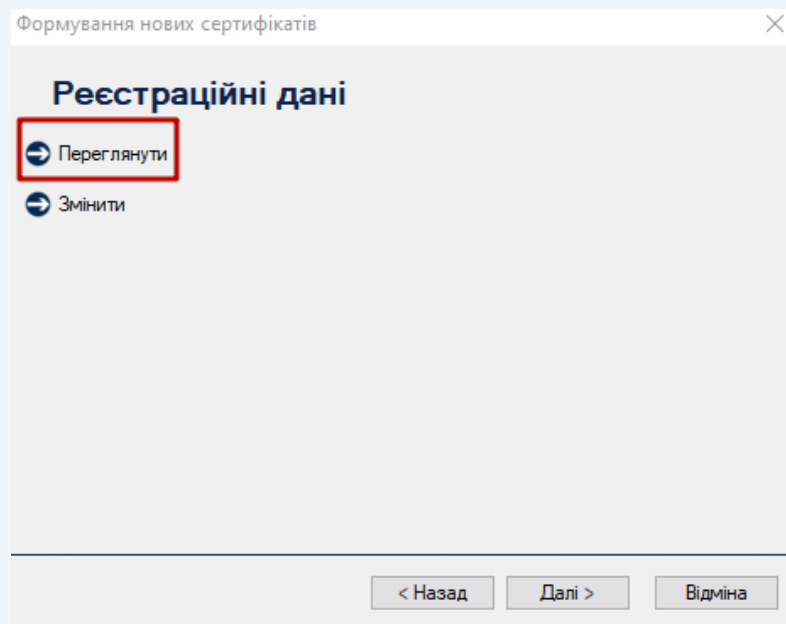 Формування нових сертифікатів
Реєстраційні дані
Переглянути
Змінити
< Назад
Далі >
Відміна